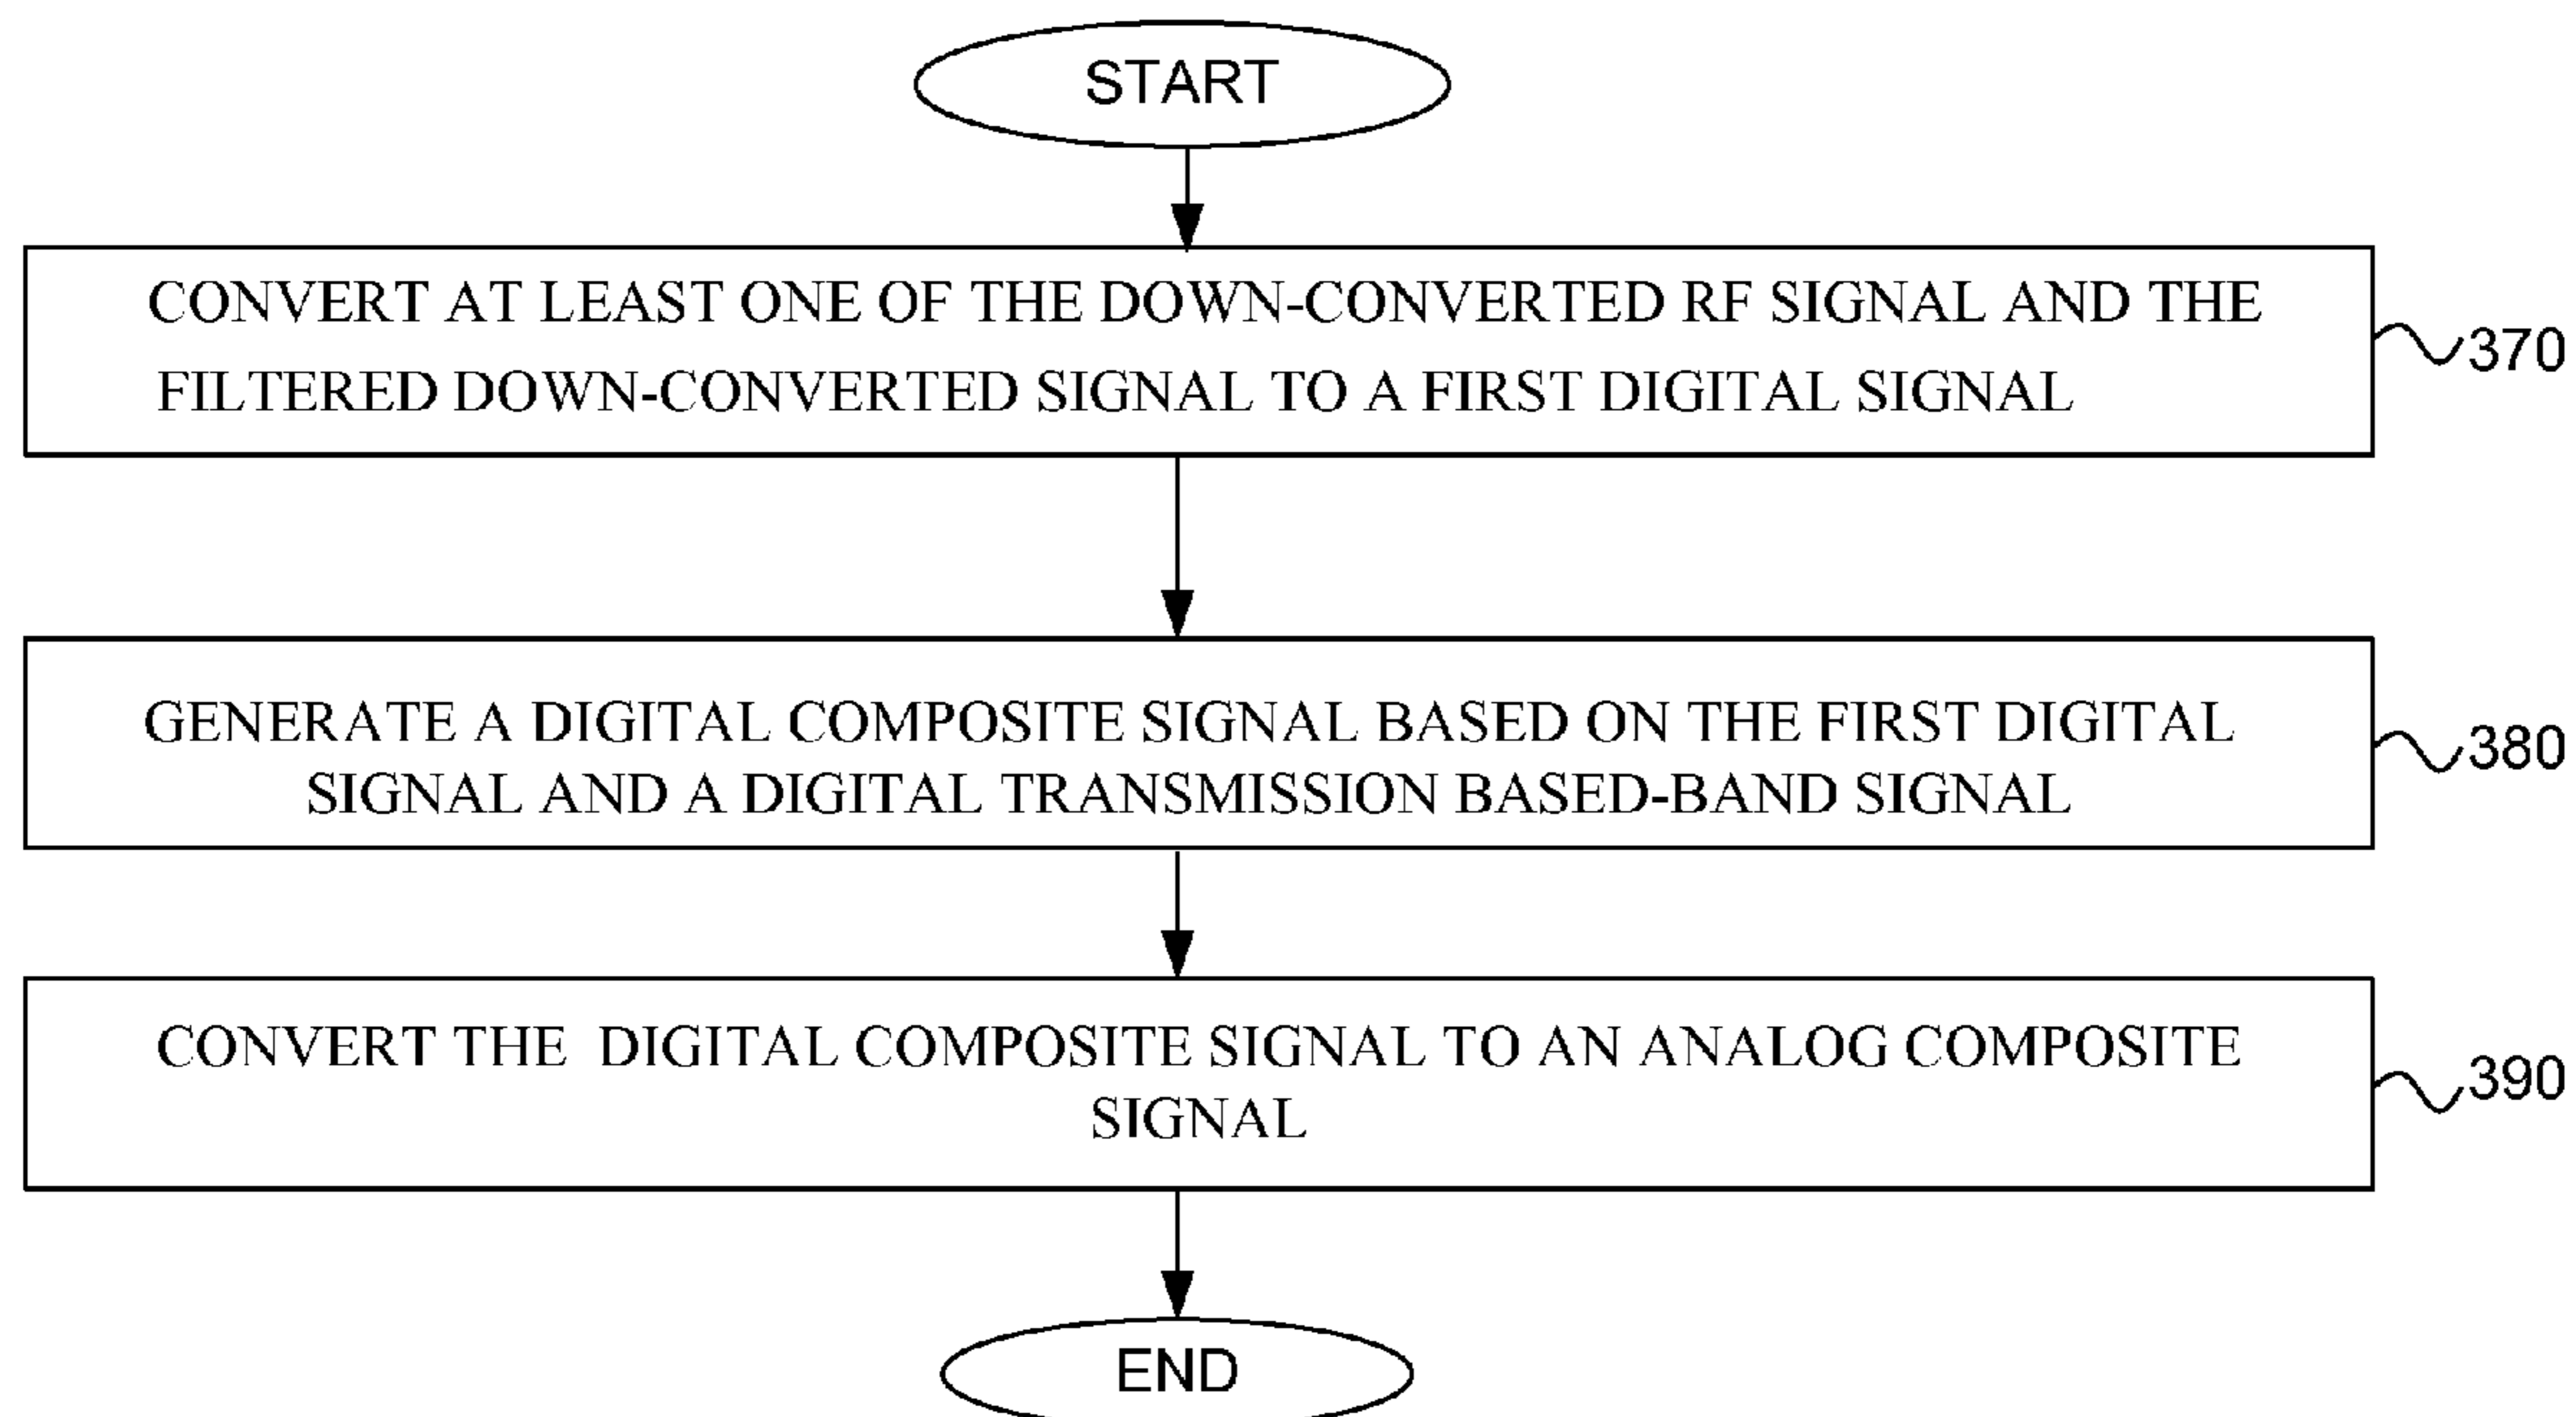 START
CONVERT AT LEAST ONE OF THE DOWN-CONVERTED RF SIGNAL AND THE
FILTERED DOWN-CONVERTED SIGNAL TO A FIRST DIGITAL SIGNAL
370
GENERATE A DIGITAL COMPOSITE SIGNAL BASED ON THE FIRST DIGITAL
SIGNAL AND A DIGITAL TRANSMISSION BASED-BAND SIGNAL
380
CONVERT THE DIGITAL COMPOSITE SIGNAL TO AN ANALOG COMPOSITE
SIGNAL
390
END